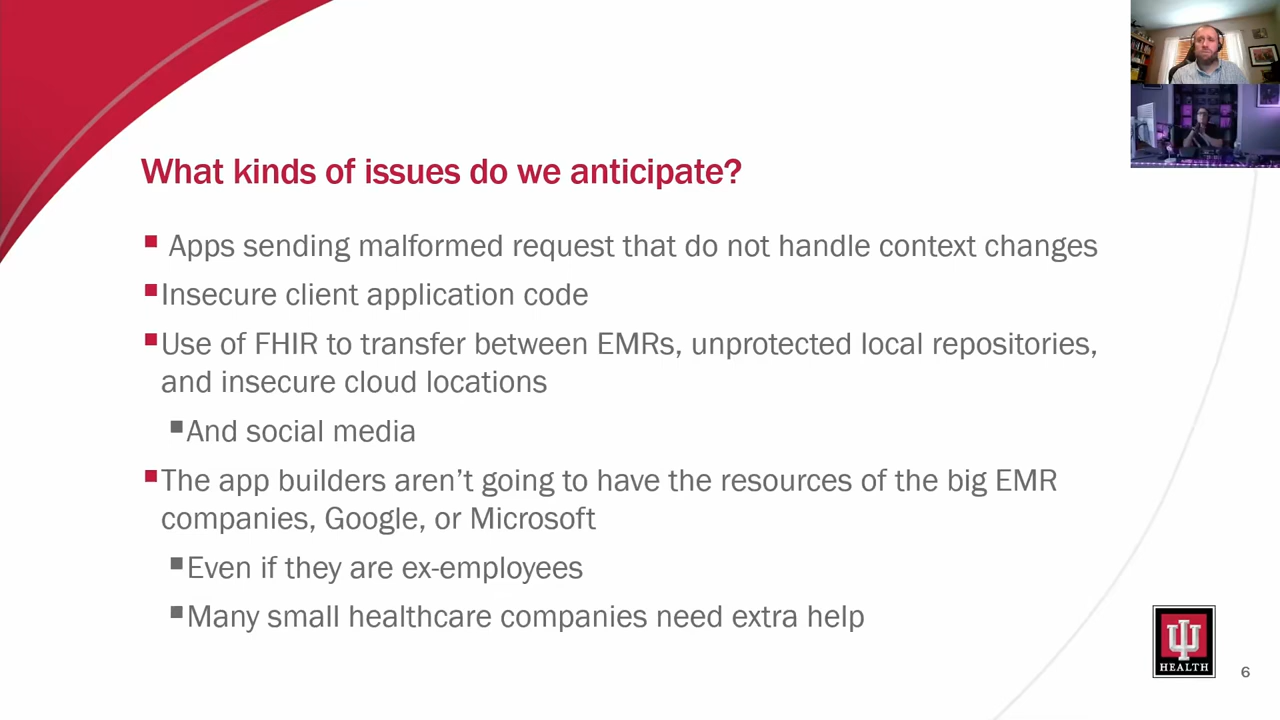 What kinds of issues do we anticipate?
Apps sending malformed request that do not handle context changes
Insecure client application code
Use of FHIR to transfer between EMRs, unprotected local repositories,
and insecure cloud locations
And social media
The app builders aren't going to have the resources of the big EMR
companies, Google, or Microsoft
Even if they are ex-employees
Many small healthcare companies need extra help
HEALTH
6